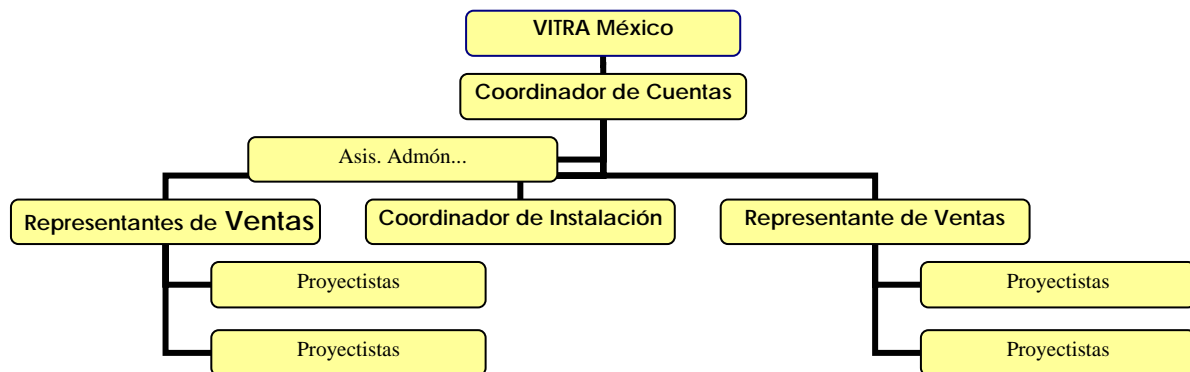 VITRA México
Coordinador de Cuentas
Asis. Admón...
Representantes de Ventas
Coordinador de Instalación
Representante de Ventas
Proyectistas
Proyectistas
Proyectistas
Proyectistas